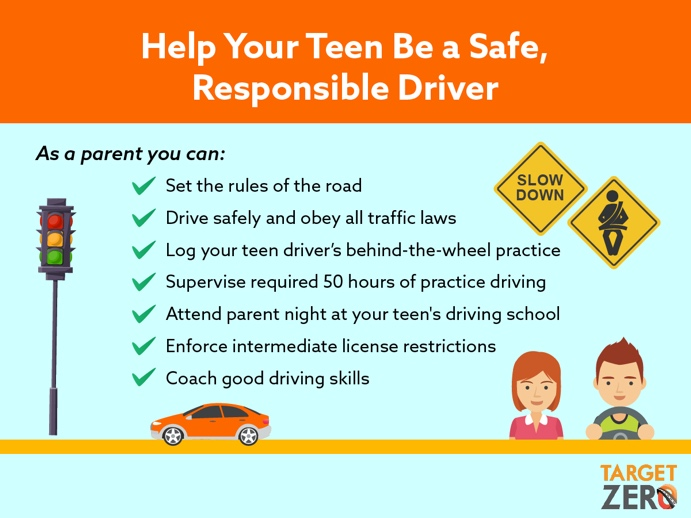 Help Your Teen Be a Safe,
Responsible Driver
As a parent you can:
Set the rules of the road
Drive safely and obey all traffic laws
Log your teen driver’s behind-the-wheel practice
Supervise required 50 hours of practice driving
Attend parent night at your teen's driving school
Enforce intermediate license restrictions
Coach good driving skills
SLOW
DOWN
TARGET
ZERO